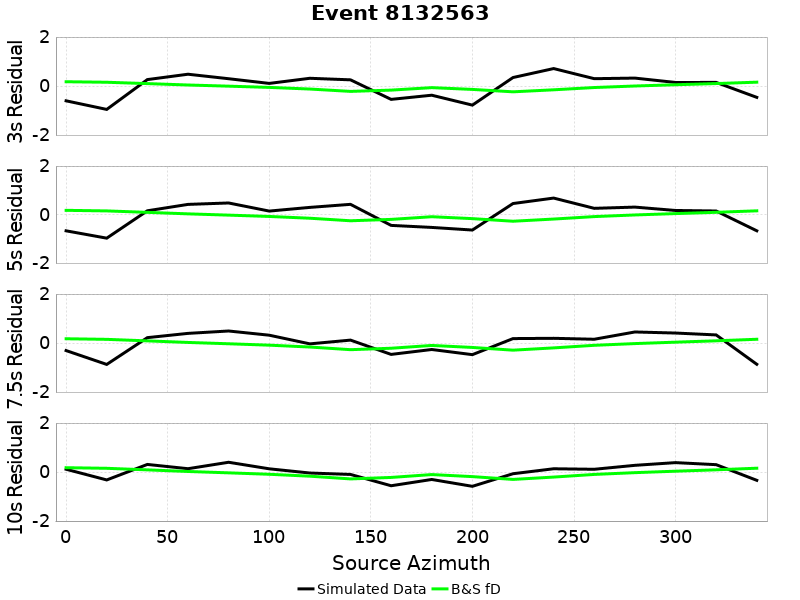 Event 8132563
3s Residual
2
0
-2
5s Residual
2
0
-2
7.5s Residual
2
0
-2
10s Residual
2
0
-2
0 50 100 150 200 250 300
Source Azimuth
Simulated Data B&S fD